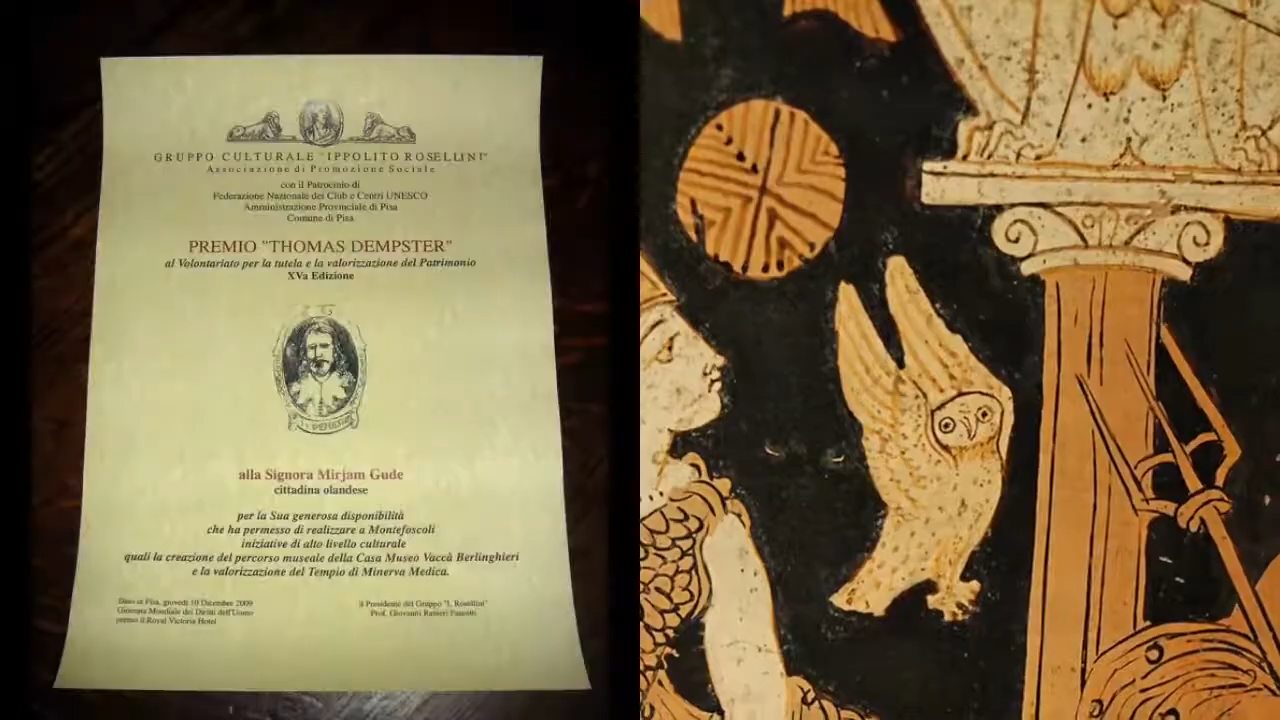 GRUPPO CULTURALE "IPPOLITO ROSELLINI"
Associazione di Promozione Sociale
con il Patrocinio di
Federazione Nazionale dei Club e Centri UNESCO
Amministrazione Provinciale di Pisa
Comune di Pisa
PREMIO "THOMAS DEMPSTER"
al Volontariato per la tutela e la valorizzazione del Patrimonio
XVa Edizione
alla Signora Mirjam Gude
cittadina olandese
per la Sua generosa disponibilità
che ha permesso di realizzare a Montefoscoli
iniziative di alto livello culturale
quali la creazione del percorso museale della Casa Museo Vaccà Berlinghieri
e la valorizzazione del Tempio di Minerva Medica.
Dato in Pisa, giovedì 10 Dicembre 2009
Giornata Mondiale dei Diritti dell'Uomo
presso il Royal Victoria Hotel
il Presidente del Gruppo "I. Rosellini"
Prof. Giovanni Ranieri Fascetti